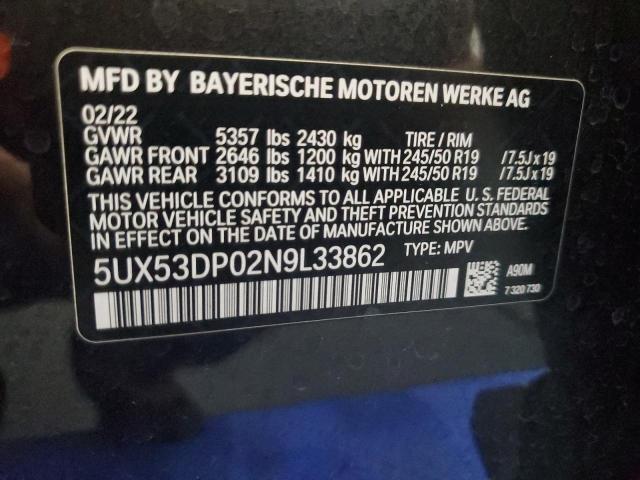 MFD BY BAYERISCHE MOTOREN WERKE AG
02/22
GVWR 5357 lbs 2430 kg TIRE / RIM
GAWR FRONT 2646 lbs 1200 kg WITH 245/50 R19 /7.5J x 19
GAWR REAR 3109 lbs 1410 kg WITH 245/50 R19 /7.5J x 19
THIS VEHICLE CONFORMS TO ALL APPLICABLE U. S. FEDERAL
MOTOR VEHICLE SAFETY AND THEFT PREVENTION STANDARDS
IN EFFECT ON THE DATE OF MANUFACTURE SHOWN ABOVE.
5UX53DP02N9L33862 TYPE: MPV
A90M
7 320 730